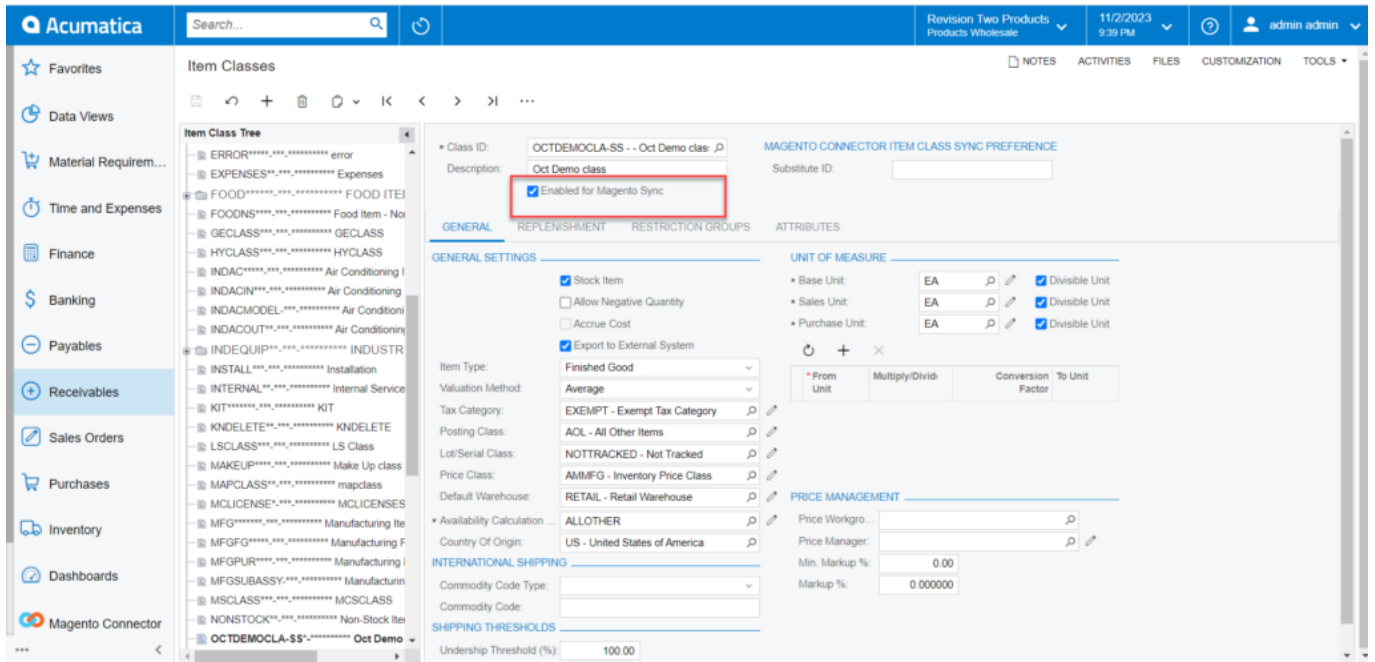 Acumatica
Search...
Revision Two Products
Products Wholesale
11/2/2023
9:39 PM
admin admin
Favorites
Data Views
Material Requirem...
Time and Expenses
Finance
Banking
Payables
Receivables
Sales Orders
Purchases
Inventory
Dashboards
Magento Connector
Item Classes
NOTES ACTIVITIES FILES CUSTOMIZATION TOOLS
Item Class Tree
ERROR*****-***-********** error
EXPENSES**-***-********** Expenses
FOOD******-***-********** FOOD ITE
FOODNS****-***-********** Food Item - No
GECLASS***-***-********** GECLASS
HYCLASS***-***-********** HYCLASS
INDAC*****-***-********** Air Conditioning
INDACIN***-***-********** Air Conditioning
INDACMODEL-***-********** Air Conditioni
INDACOUT**-***-********** Air Conditioning
INDEQUIP**-***-********** INDUSTR
INSTALL***-***-********** Installation
INTERNAL**-***-********** Internal Service
KIT*******-***-********** KIT
KNDELETE**-***-********** KNDELETE
LSCLASS***-***-********** LS Class
MAKEUP****-***-********** Make Up class
MAPCLASS**-***-********** mapclass
MCLICENSE*-***-********** MCLICENSES
MFG*******-***-********** Manufacturing Ite
MFGFG*****-***-********** Manufacturing F
MFGPUR****-***-********** Manufacturing
MFGSUBASSY-***-********** Manufacturin
MSCLASS***-***-********** MCSCLASS
NONSTOCK**-***-********** Non-Stock Ite
OCTDEMOCLA-SS*-********** Oct Demo
* Class ID: OCTDEMOCLA-SS - - Oct Demo clas
Description: Oct Demo class
Enabled for Magento Sync
MAGENTO CONNECTOR ITEM CLASS SYNC PREFERENCE
Substitute ID:
GENERAL REPLENISHMENT RESTRICTION GROUPS ATTRIBUTES
GENERAL SETTINGS
Stock Item
Allow Negative Quantity
Accrue Cost
Export to External System
Item Type: Finished Good
Valuation Method: Average
Tax Category: EXEMPT - Exempt Tax Category
Posting Class: AOL - All Other Items
Lot/Serial Class: NOTTRACKED - Not Tracked
Price Class: AMMFG - Inventory Price Class
Default Warehouse: RETAIL - Retail Warehouse
* Availability Calculation ... ALLOTHER
Country Of Origin: US - United States of America
INTERNATIONAL SHIPPING
Commodity Code Type:
Commodity Code:
SHIPPING THRESHOLDS
Undership Threshold (%): 100.00
UNIT OF MEASURE
* Base Unit: EA Divisible Unit
* Sales Unit: EA Divisible Unit
* Purchase Unit: EA Divisible Unit
* From Unit Multiply/Divid Conversion Factor To Unit
PRICE MANAGEMENT
Price Workgro...
Price Manager:
Min. Markup %: 0.00
Markup %: 0.000000